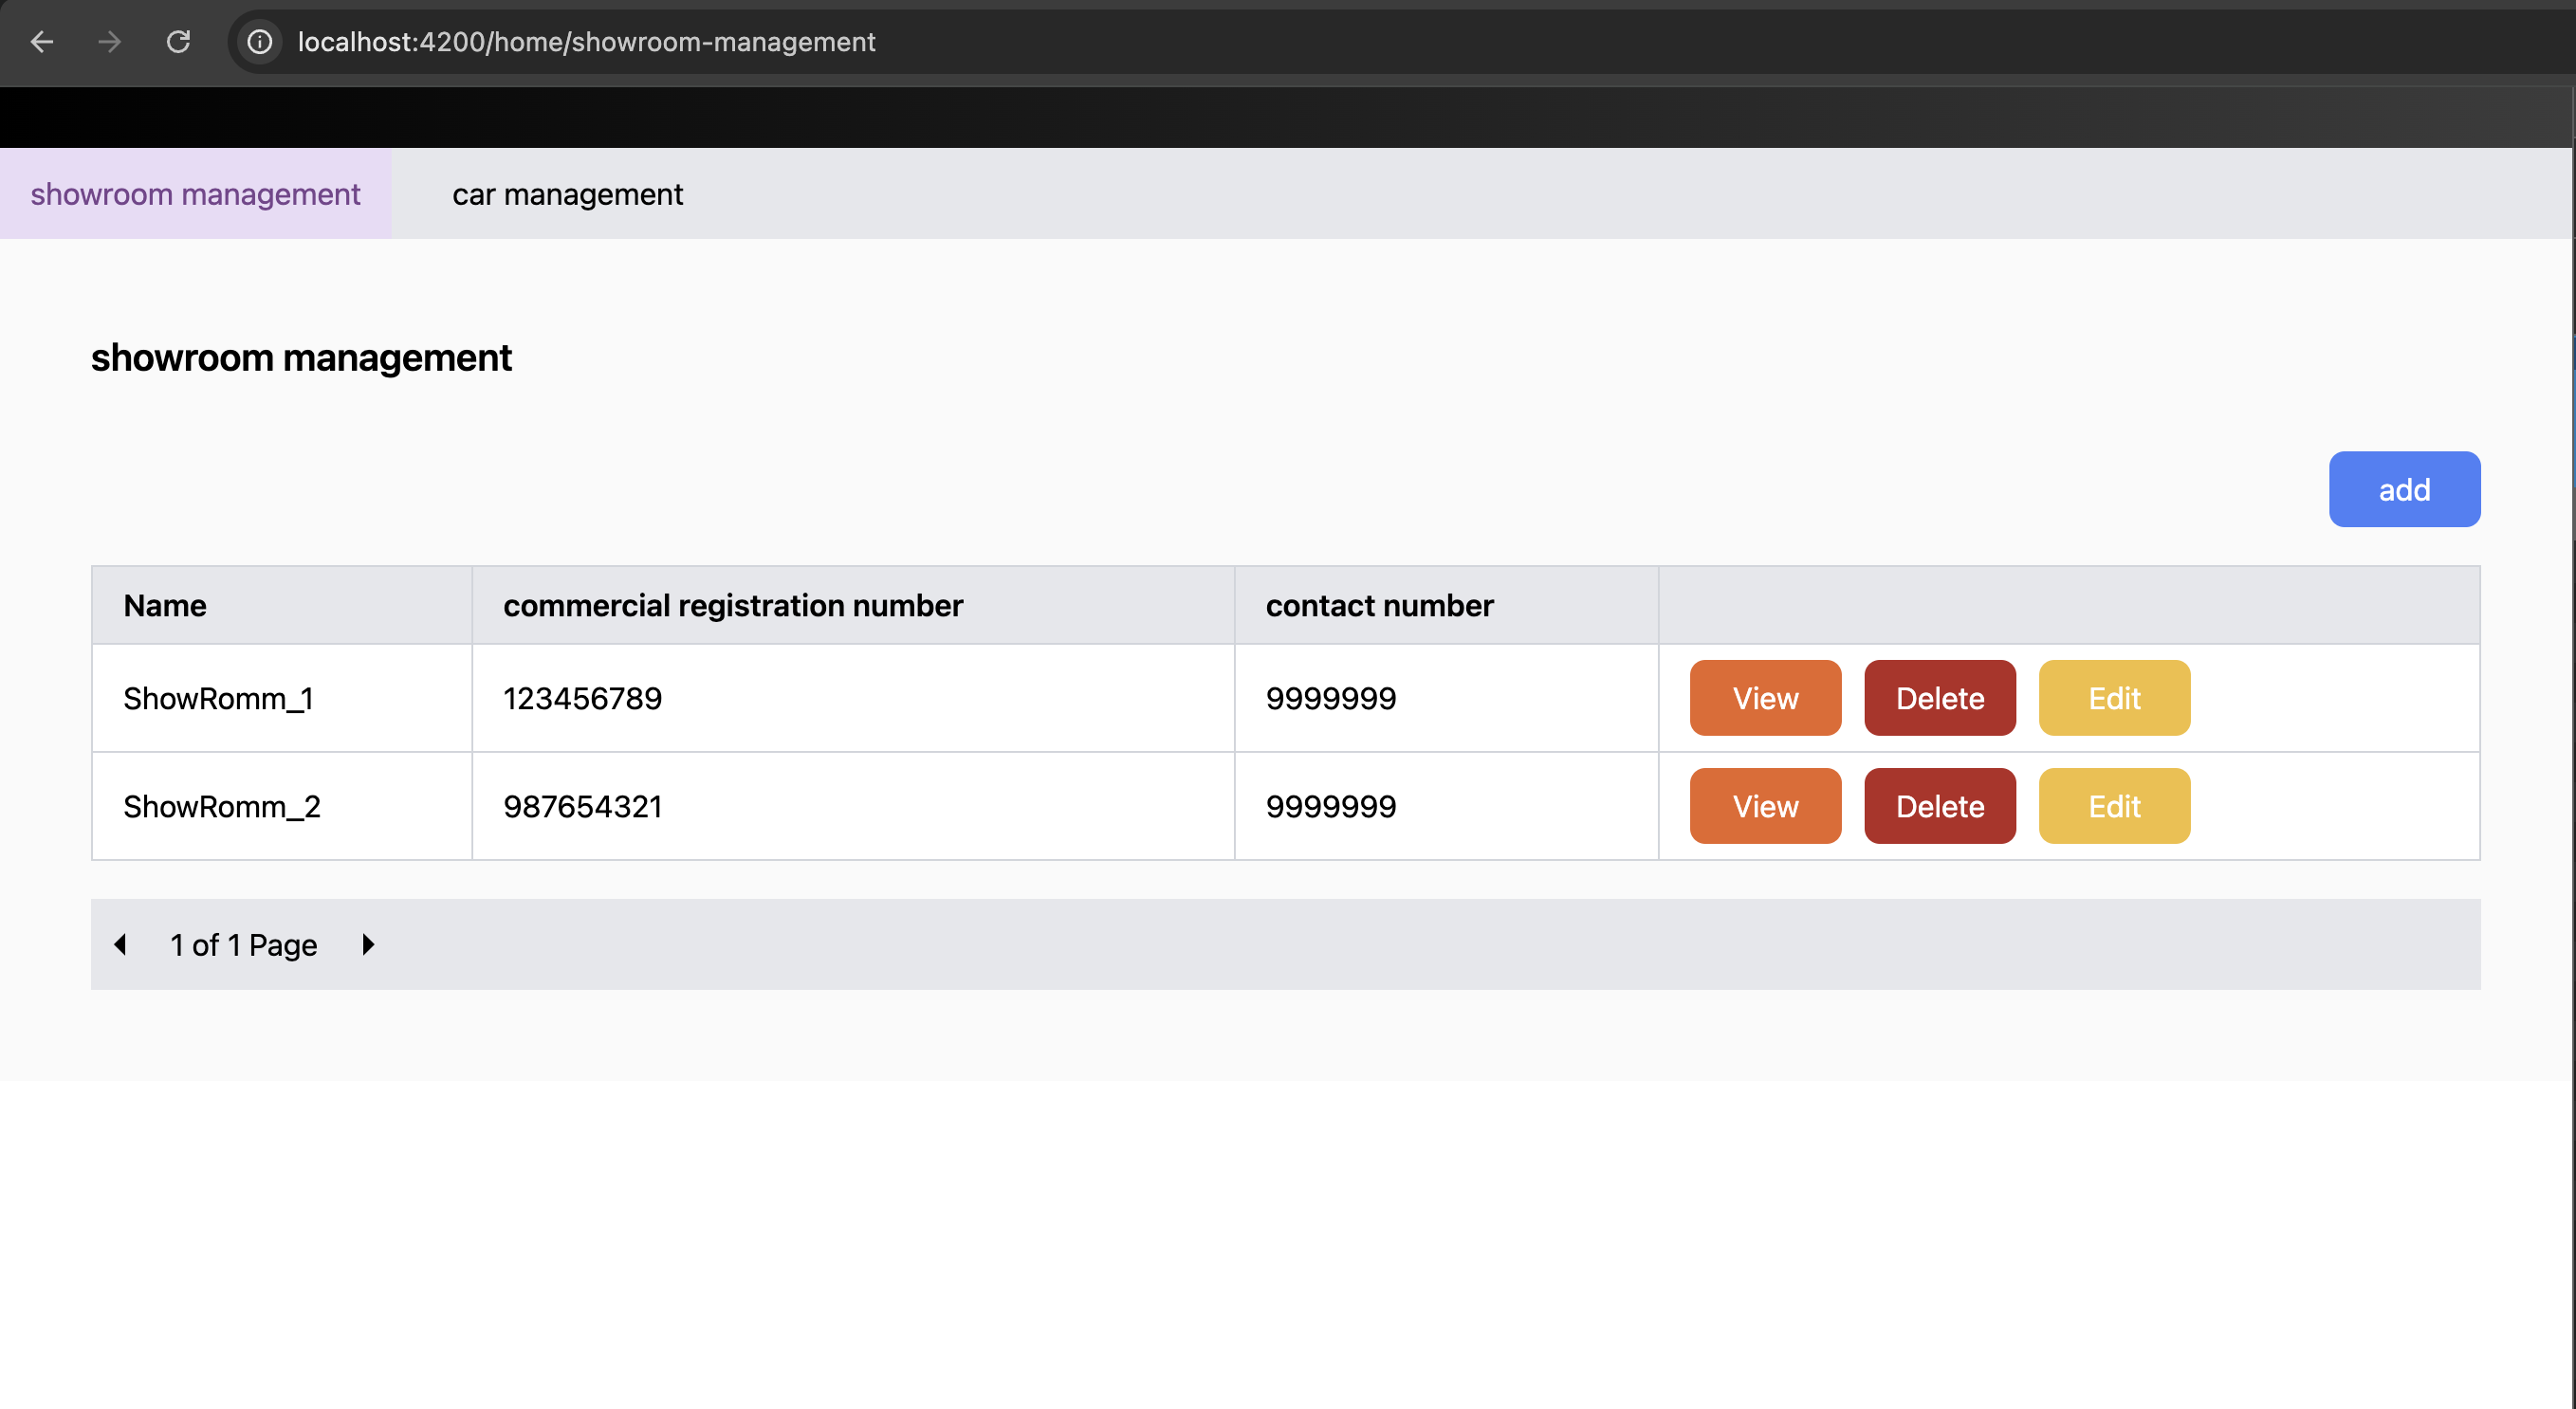 localhost:4200/home/showroom-management
showroom management car management
showroom management
add
Name commercial registration number contact number
ShowRomm_1 123456789 9999999 View Delete Edit
ShowRomm_2 987654321 9999999 View Delete Edit
1 of 1 Page